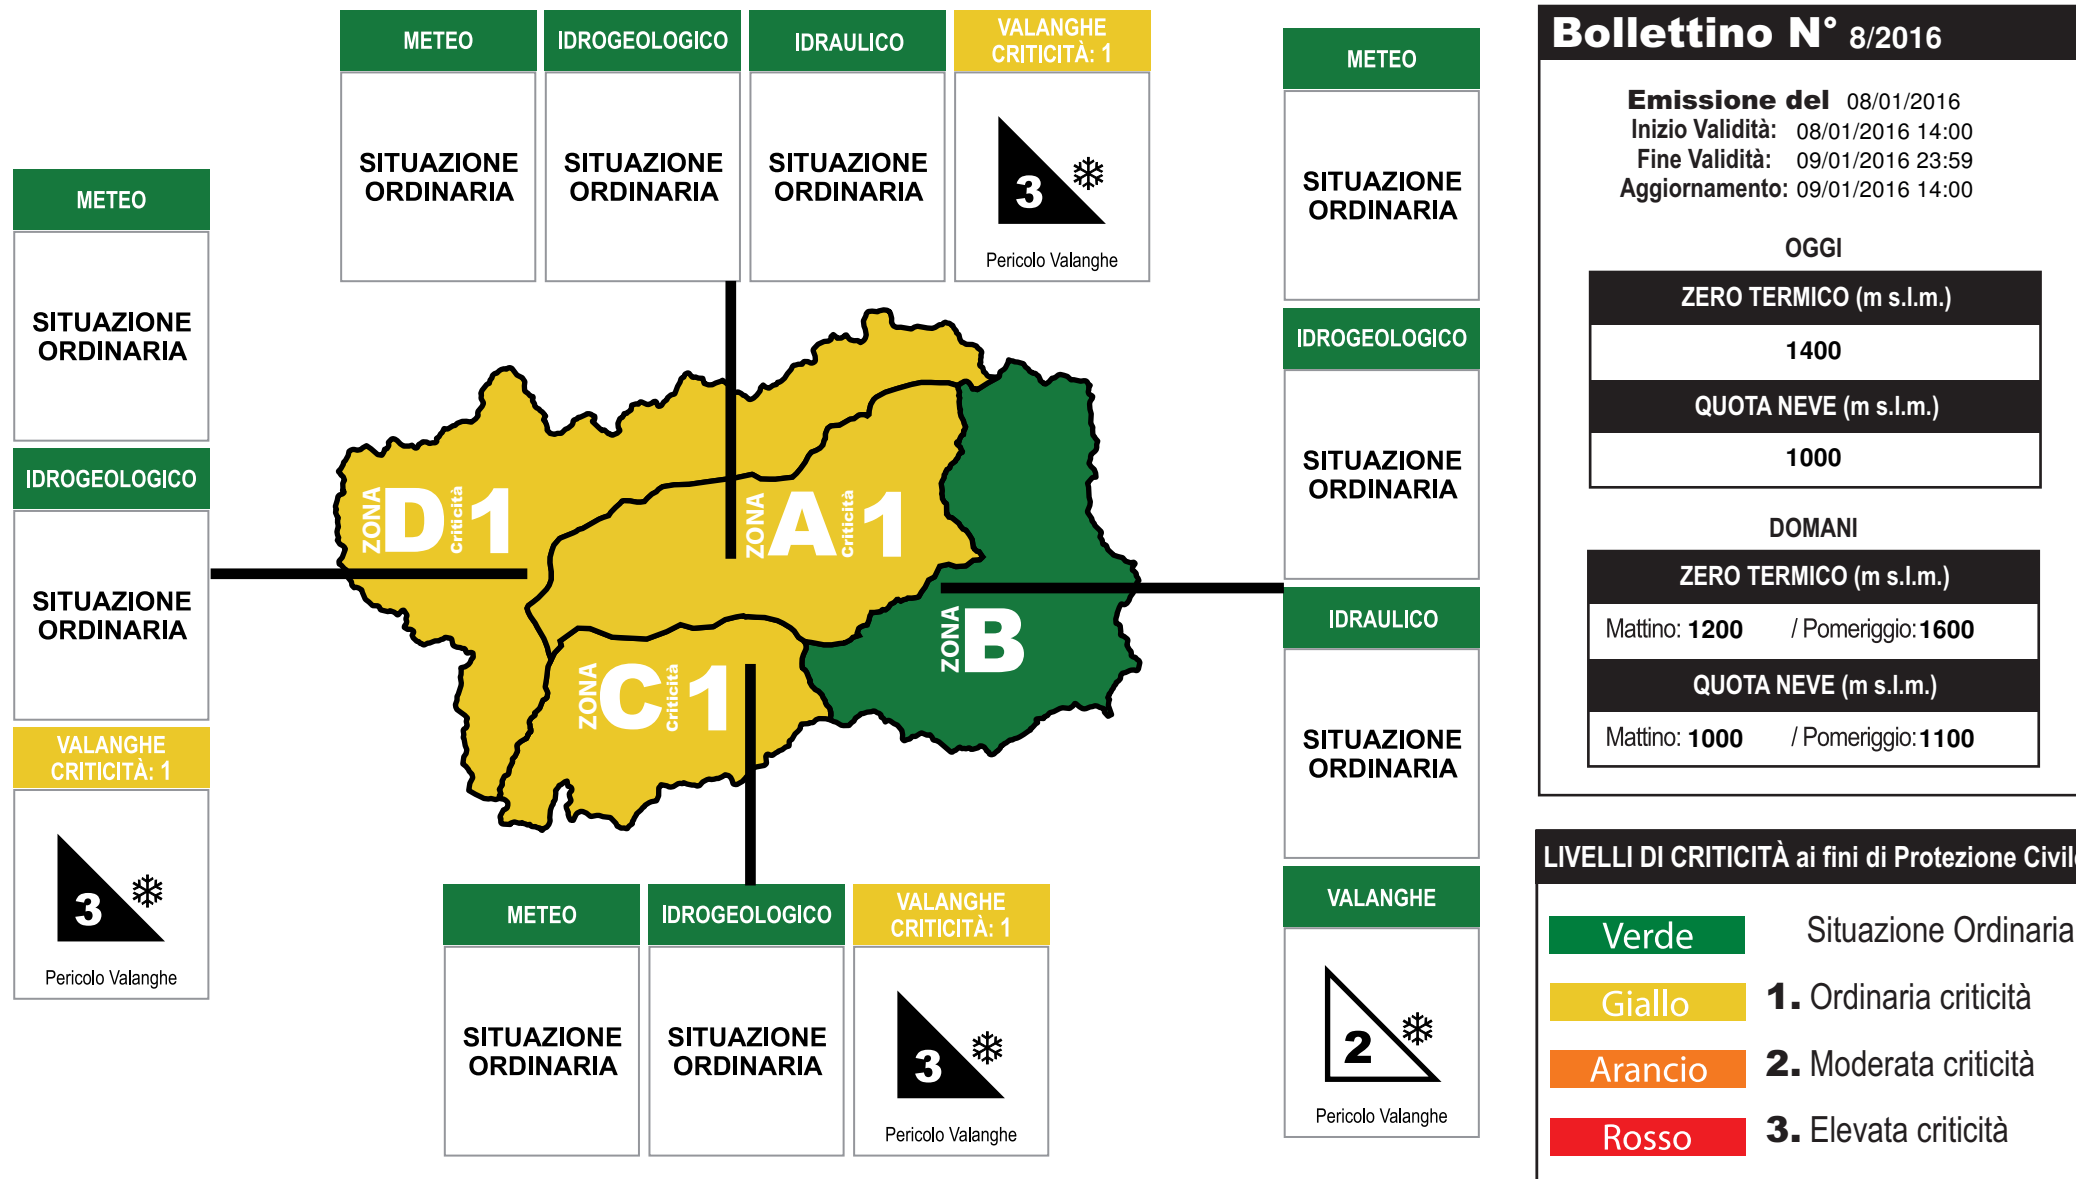 METEO
SITUAZIONE
ORDINARIA
IDROGEOLOGICO
SITUAZIONE
ORDINARIA
IDRAULICO
SITUAZIONE
ORDINARIA
VALANGHE
CRITICITÀ: 1
3
Pericolo Valanghe
METEO
SITUAZIONE
ORDINARIA
IDROGEOLOGICO
SITUAZIONE
ORDINARIA
VALANGHE
CRITICITÀ: 1
3
Pericolo Valanghe
ZONA D Criticità 1
ZONA A Criticità 1
ZONA C Criticità 1
ZONA B
METEO
SITUAZIONE
ORDINARIA
IDROGEOLOGICO
SITUAZIONE
ORDINARIA
VALANGHE
CRITICITÀ: 1
3
Pericolo Valanghe
METEO
SITUAZIONE
ORDINARIA
IDROGEOLOGICO
SITUAZIONE
ORDINARIA
IDRAULICO
SITUAZIONE
ORDINARIA
VALANGHE
2
Pericolo Valanghe
Bollettino N° 8/2016
Emissione del 08/01/2016
Inizio Validità: 08/01/2016 14:00
Fine Validità: 09/01/2016 23:59
Aggiornamento: 09/01/2016 14:00
OGGI
ZERO TERMICO (m s.l.m.)
1400
QUOTA NEVE (m s.l.m.)
1000
DOMANI
ZERO TERMICO (m s.l.m.)
Mattino: 1200 / Pomeriggio: 1600
QUOTA NEVE (m s.l.m.)
Mattino: 1000 / Pomeriggio: 1100
LIVELLI DI CRITICITÀ ai fini di Protezione Civile
Verde Situazione Ordinaria
Giallo 1. Ordinaria criticità
Arancio 2. Moderata criticità
Rosso 3. Elevata criticità